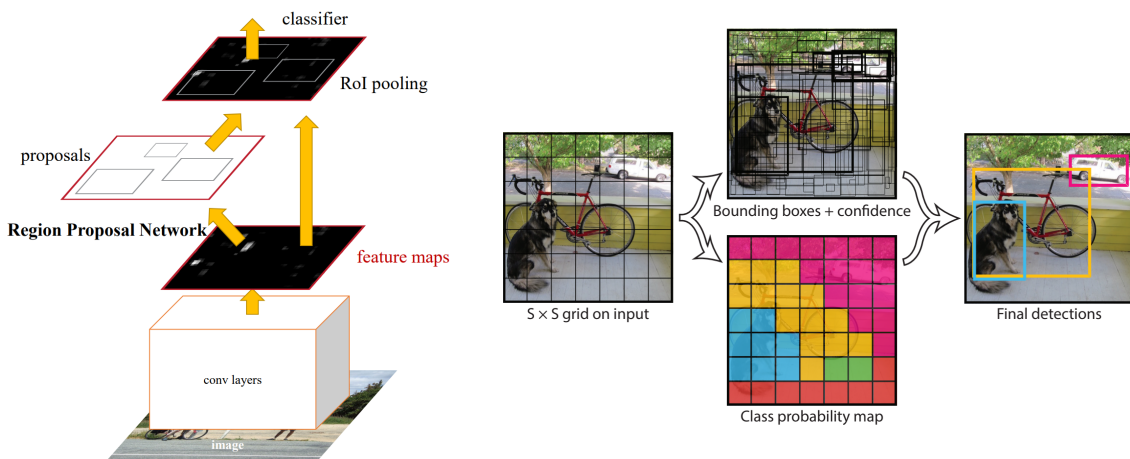 classifier
RoI pooling
proposals
Region Proposal Network
feature maps
conv layers
image
S × S grid on input
Bounding boxes + confidence
Class probability map
Final detections